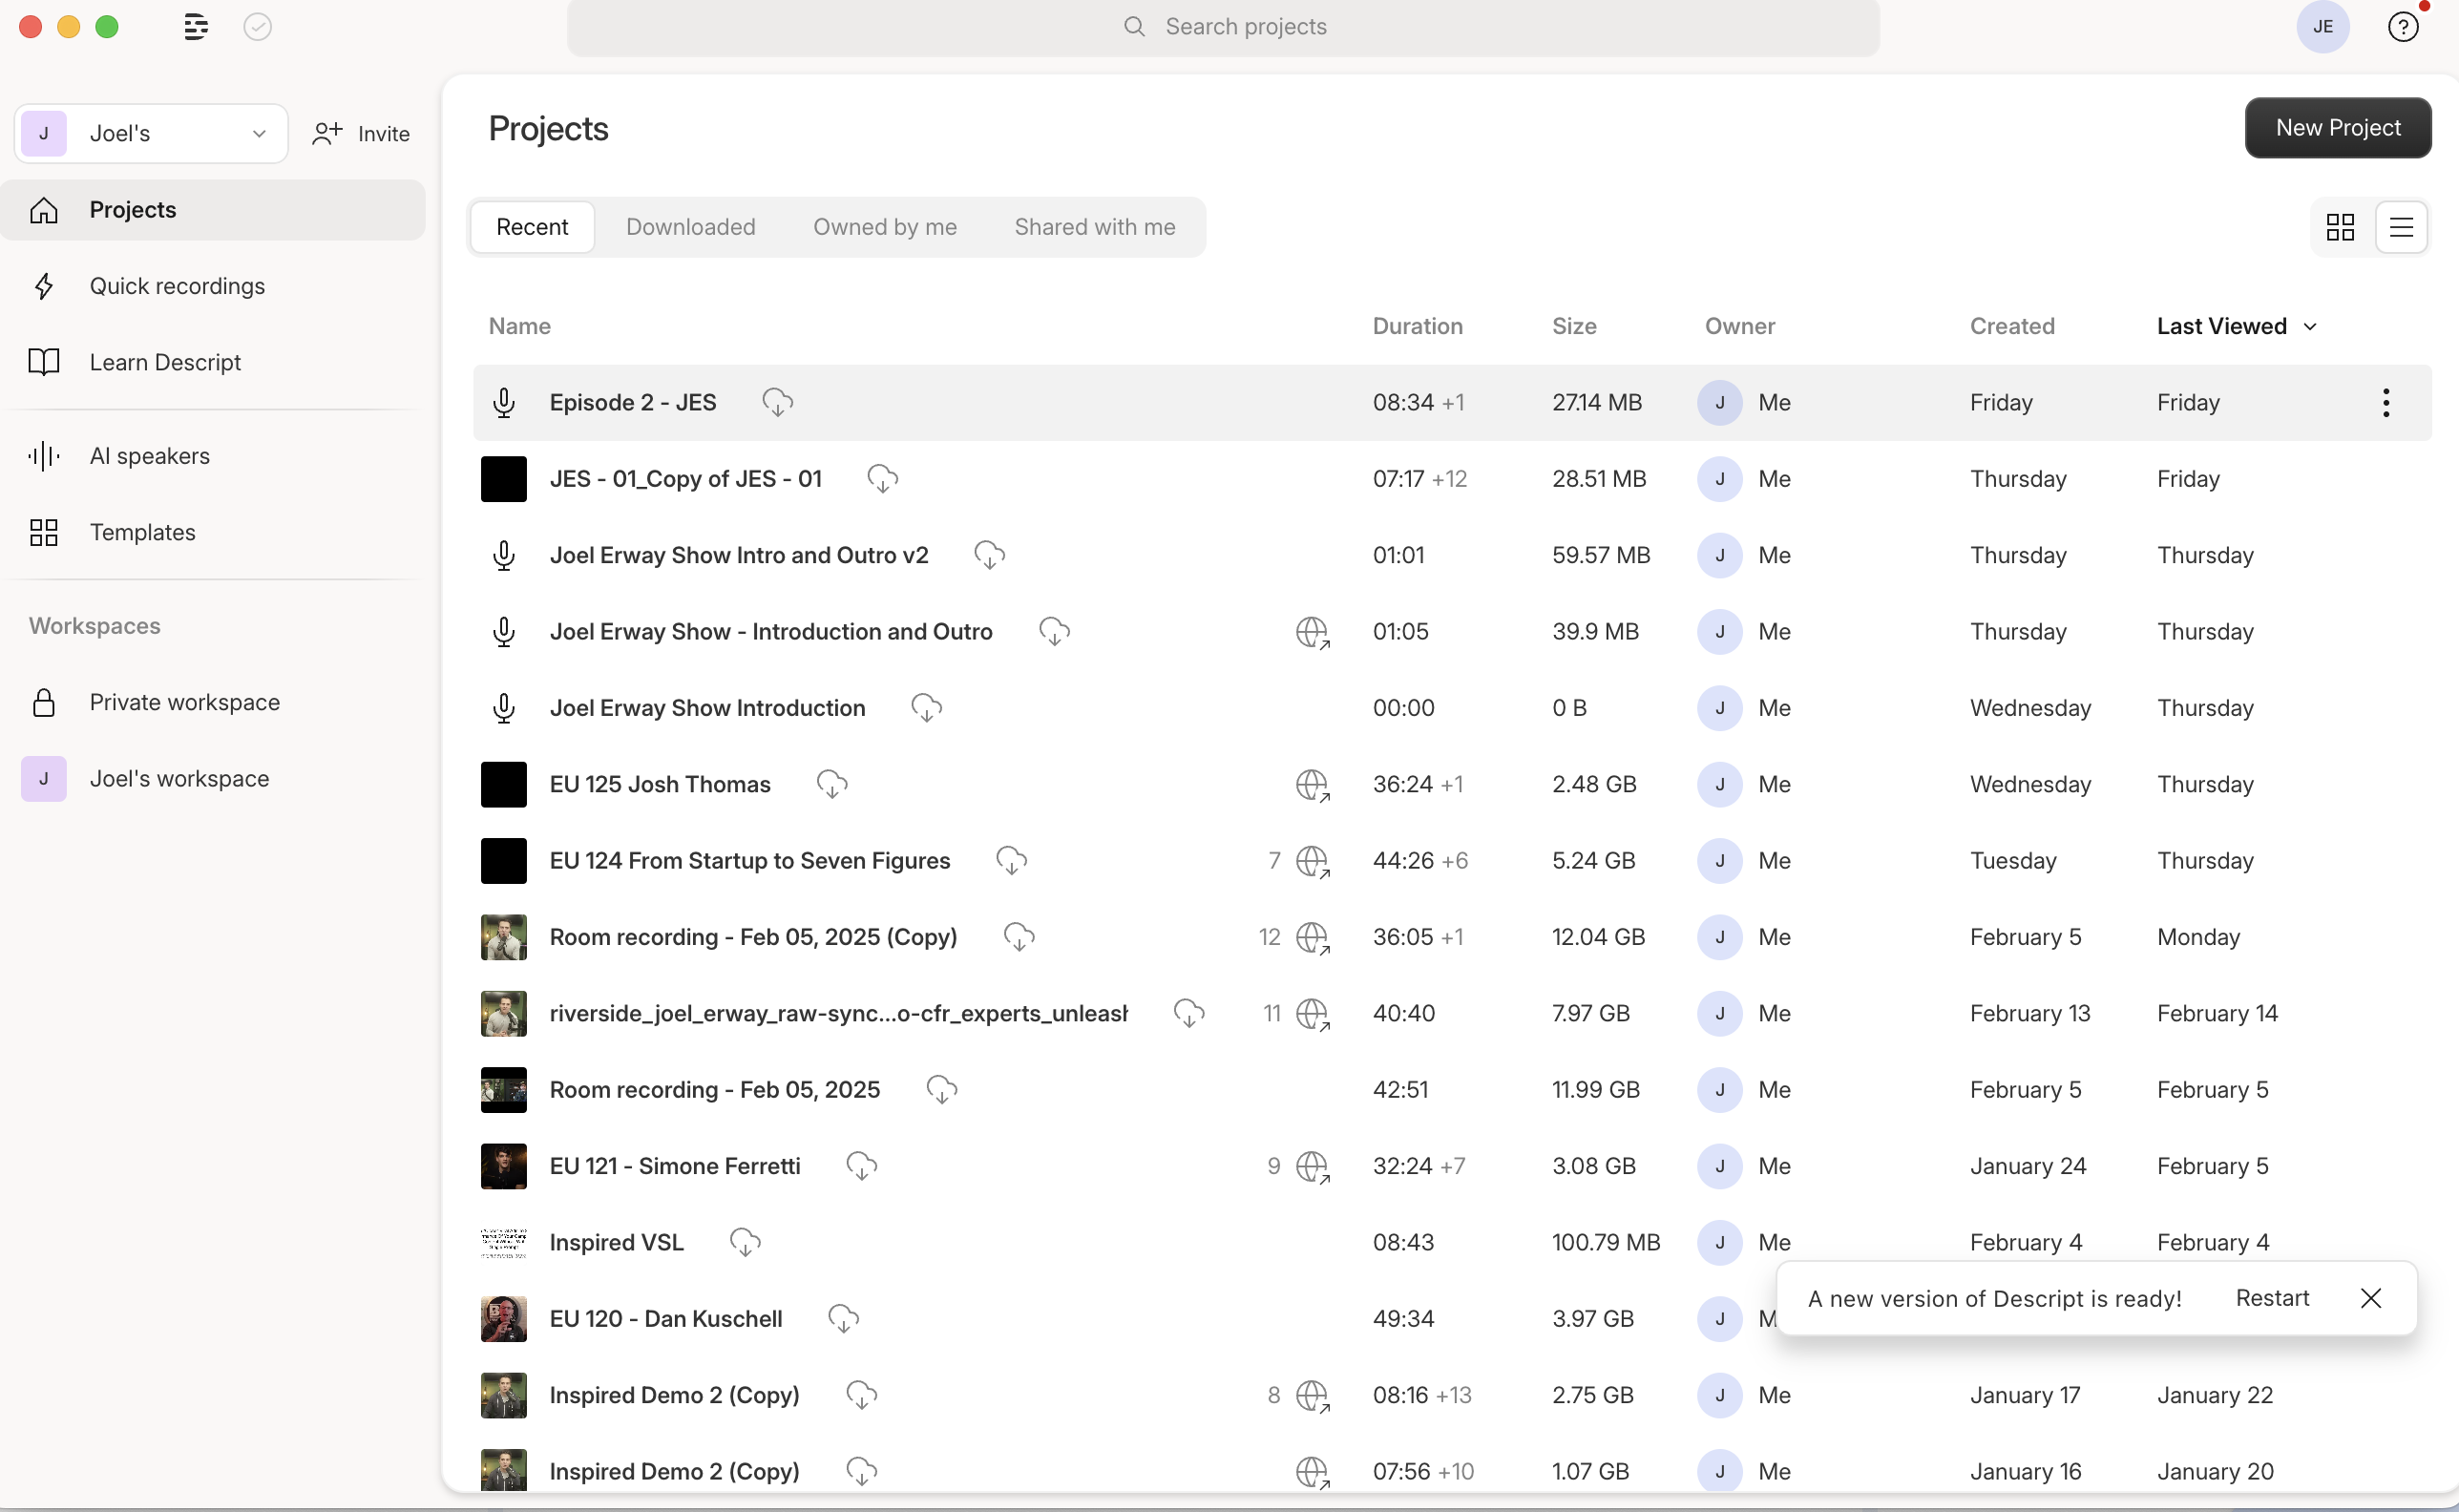 Search projects
JE
J Joel's Invite
Projects
Quick recordings
Learn Descript
AI speakers
Templates
Workspaces
Private workspace
J Joel's workspace
Projects
New Project
Recent Downloaded Owned by me Shared with me
Name Duration Size Owner Created Last Viewed
Episode 2 - JES 08:34 +1 27.14 MB J Me Friday Friday
JES - 01_Copy of JES - 01 07:17 +12 28.51 MB J Me Thursday Friday
Joel Erway Show Intro and Outro v2 01:01 59.57 MB J Me Thursday Thursday
Joel Erway Show - Introduction and Outro 01:05 39.9 MB J Me Thursday Thursday
Joel Erway Show Introduction 00:00 0 B J Me Wednesday Thursday
EU 125 Josh Thomas 36:24 +1 2.48 GB J Me Wednesday Thursday
EU 124 From Startup to Seven Figures 7 44:26 +6 5.24 GB J Me Tuesday Thursday
Room recording - Feb 05, 2025 (Copy) 12 36:05 +1 12.04 GB J Me February 5 Monday
riverside_joel_erway_raw-sync...o-cfr_experts_unleash 11 40:40 7.97 GB J Me February 13 February 14
Room recording - Feb 05, 2025 42:51 11.99 GB J Me February 5 February 5
EU 121 - Simone Ferretti 9 32:24 +7 3.08 GB J Me January 24 February 5
Inspired VSL 08:43 100.79 MB J Me February 4 February 4
EU 120 - Dan Kuschell 49:34 3.97 GB J M
A new version of Descript is ready! Restart
Inspired Demo 2 (Copy) 8 08:16 +13 2.75 GB J Me January 17 January 22
Inspired Demo 2 (Copy) 07:56 +10 1.07 GB J Me January 16 January 20